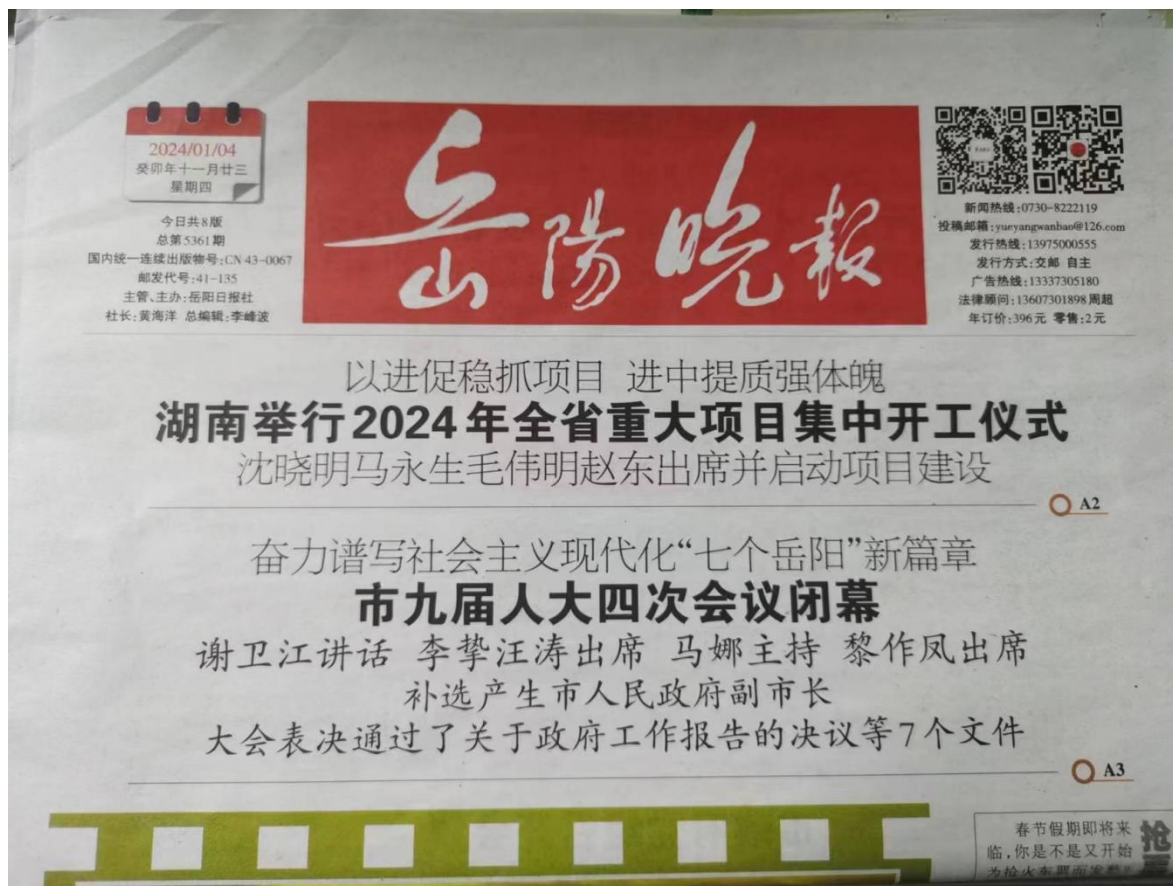 2024/01/04
癸卯年十一月廿三
星期四
今日共8版
总第5361期
国内统一连续出版物号:CN 43-0067
邮发代号:41-135
主管、主办:岳阳日报社
社长:黄海洋 总编辑:李峰波
岳陽晚報
新闻热线:0730-8222119
投稿邮箱:yueyangwanbao@126.com
发行热线:13975000555
发行方式:交邮 自主
广告热线:13337305180
法律顾问:13607301898 周超
年订价:396元 零售:2元
以进促稳抓项目 进中提质强体魄
湖南举行2024年全省重大项目集中开工仪式
沈晓明马永生毛伟明赵东出席并启动项目建设
A2
奋力谱写社会主义现代化“七个岳阳”新篇章
市九届人大四次会议闭幕
谢卫江讲话 李挚汪涛出席 马娜主持 黎作凤出席
补选产生市人民政府副市长
大会表决通过了关于政府工作报告的决议等7个文件
A3
春节假期即将来
临,你是不是又开始
为抢火车票而发愁?
抢